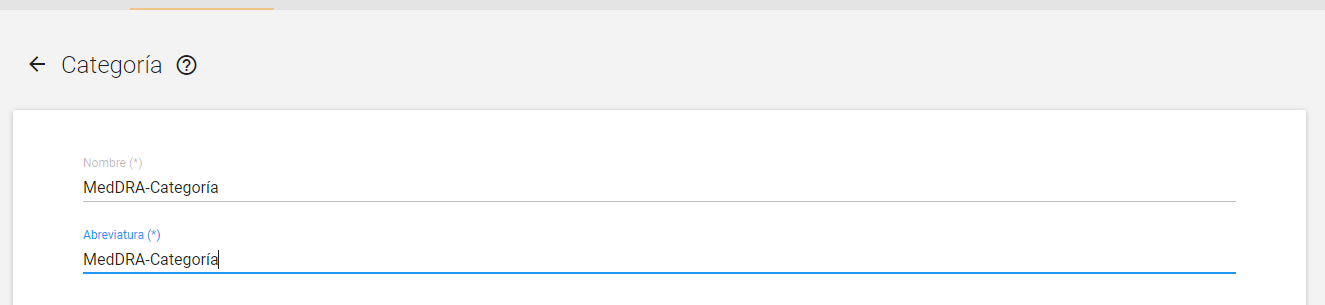 Categoría
Nombre (*)
MedDRA-Categoría
Abreviatura (*)
MedDRA-Categoría